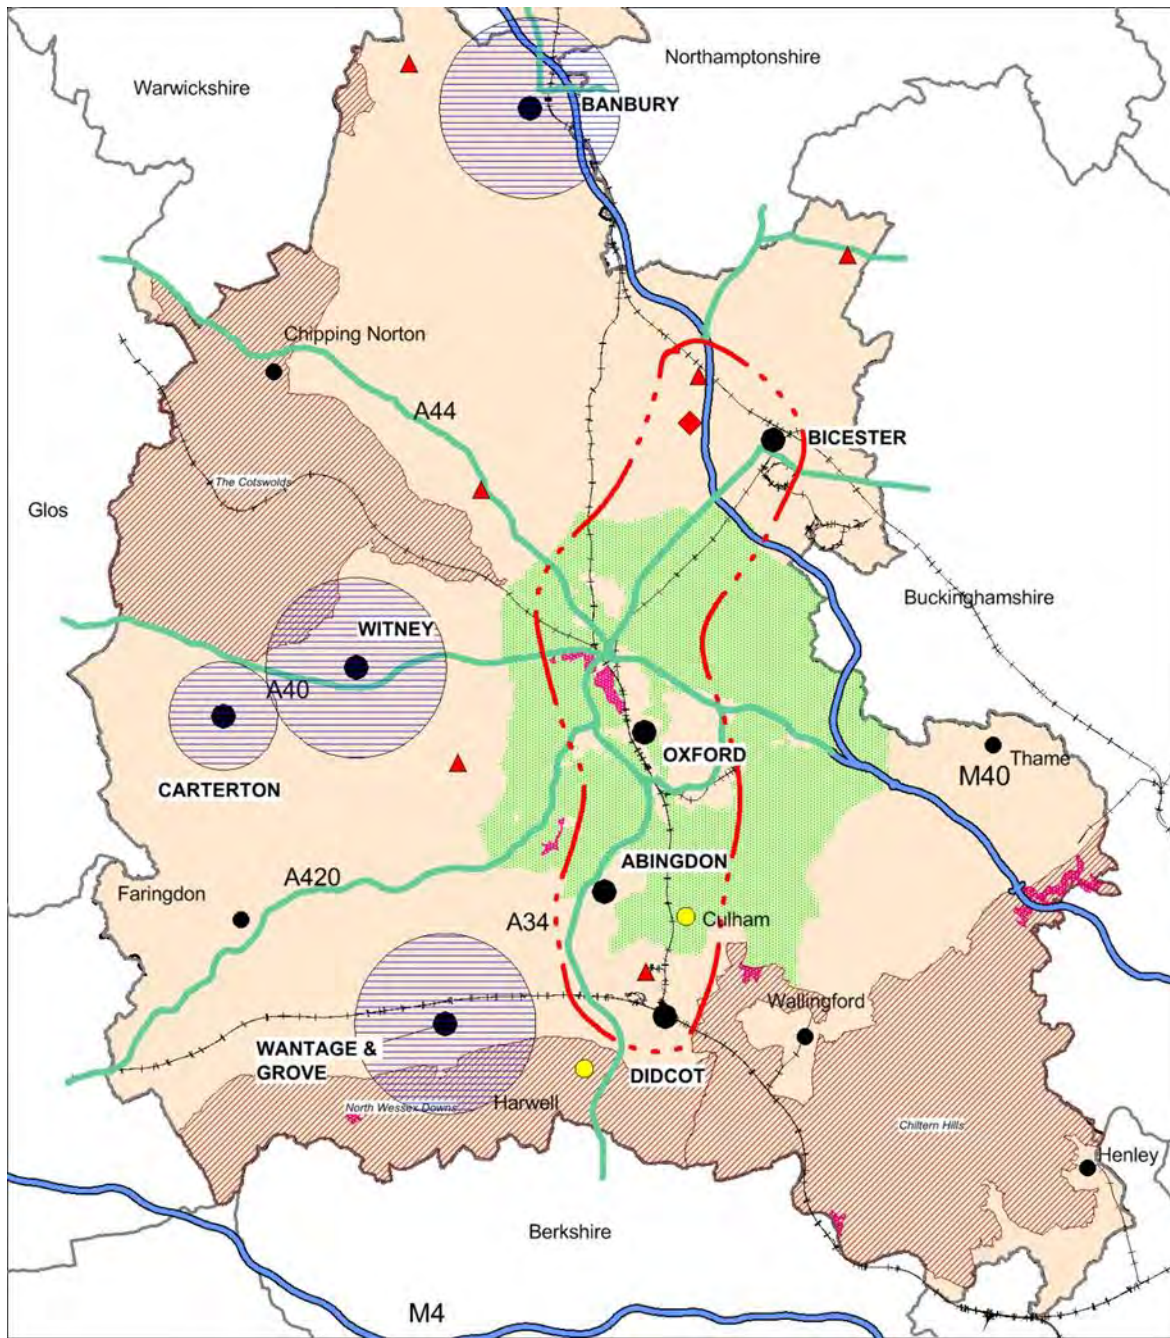 Northamptonshire
Warwickshire
BANBURY
Chipping Norton
A44
BICESTER
The Cotswolds
Glos
Buckinghamshire
WITNEY
A40
OXFORD
Thame
M40
CARTERTON
ABINGDON
A420
Faringdon
A34
Culham
Wallingford
WANTAGE &
GROVE
DIDCOT
Harwell
North Wessex Downs
Chiltern Hills
Henley
Berkshire
M4